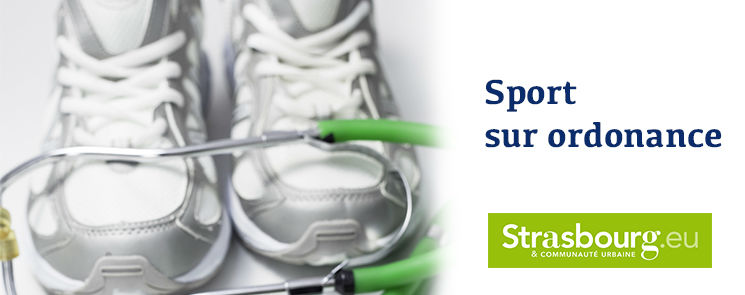 Sport
sur ordonance
Strasbourg.eu
& COMMUNAUTÉ URBAINE